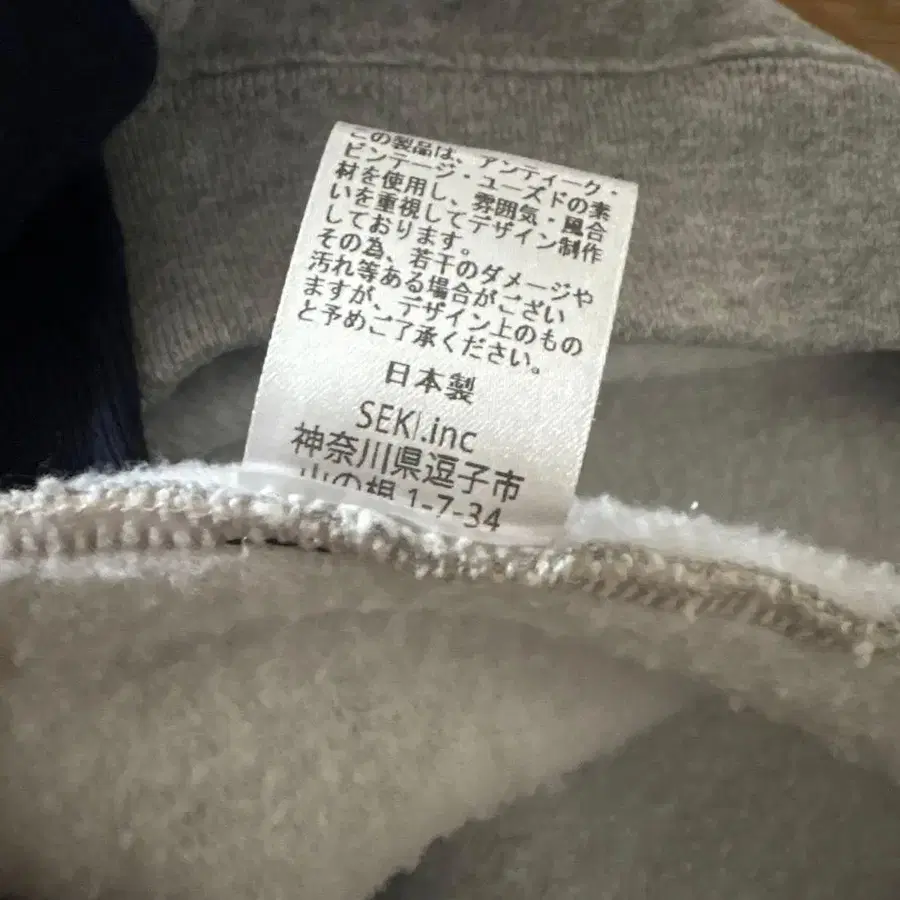 この製品は、アンティーク・
ビンテージ・ユーズドの素
材を使用し、雰囲気・風合
いを重視してデザイン制作
しております。
その為、若干のダメージや
汚れ等ある場合がござい
ますが、デザイン上のもの
と予めご了承ください。
日本製
SEKI.inc
神奈川県逗子市
山の根 1-7-34